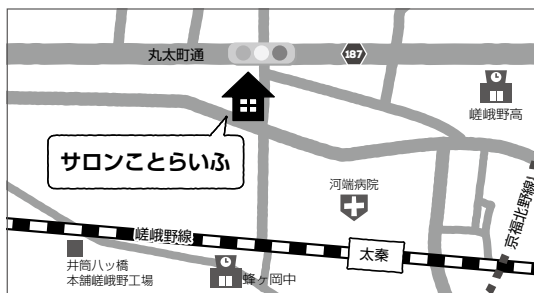 丸太町通
187
嵯峨野高
サロンことらいふ
河端病院
京福北野線
嵯峨野線
太秦
井筒八ッ橋
本舗嵯峨野工場
蜂ヶ岡中